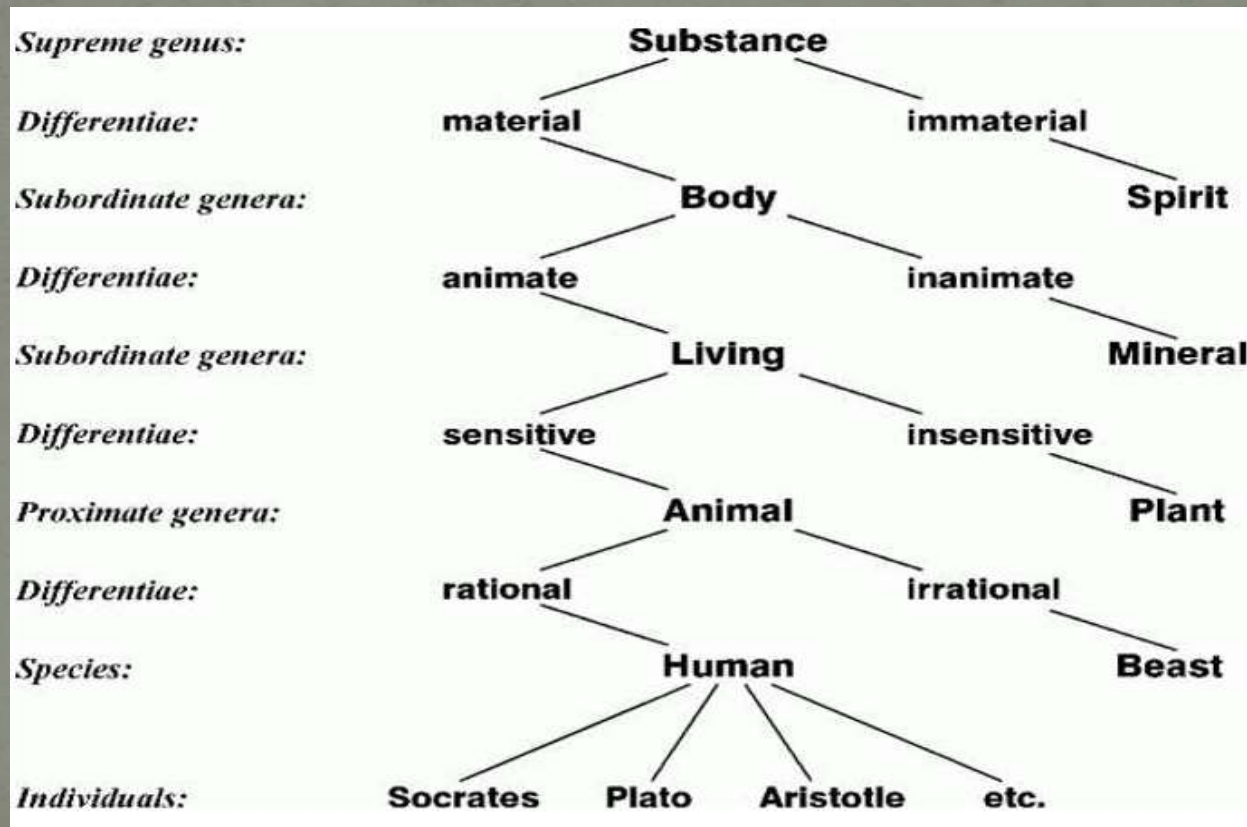 Supreme genus: Substance
Differentiae: material immaterial
Subordinate genera: Body Spirit
Differentiae: animate inanimate
Subordinate genera: Living Mineral
Differentiae: sensitive insensitive
Proximate genera: Animal Plant
Differentiae: rational irrational
Species: Human Beast
Individuals: Socrates Plato Aristotle etc.